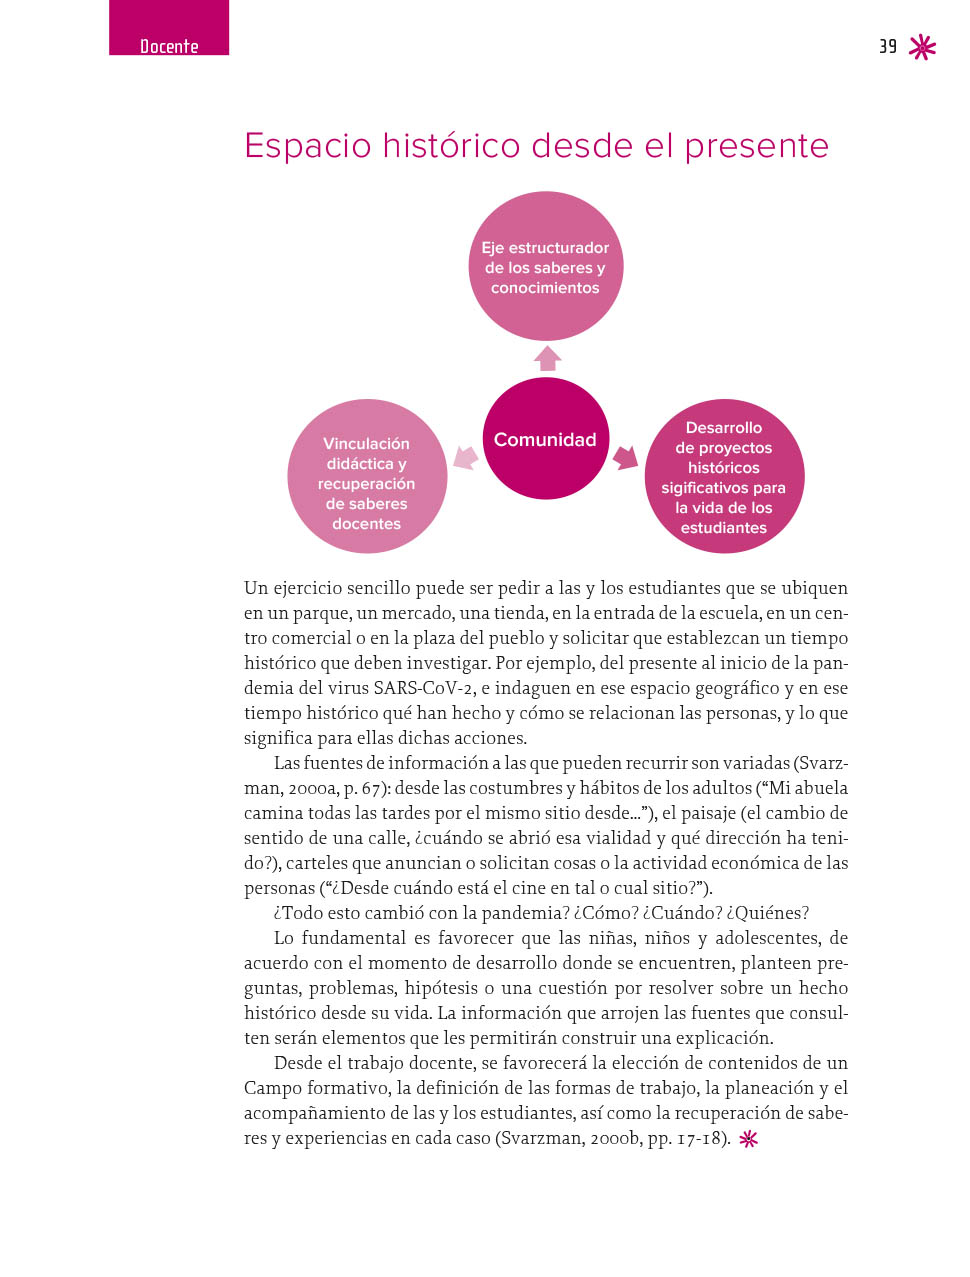 Docente
39
Espacio histórico desde el presente
Eje estructurador
de los saberes y
conocimientos
Comunidad
Vinculación
didáctica y
recuperación
de saberes
docentes
Desarrollo
de proyectos
históricos
sigificativos para
la vida de los
estudiantes
Un ejercicio sencillo puede ser pedir a las y los estudiantes que se ubiquen
en un parque, un mercado, una tienda, en la entrada de la escuela, en un cen-
tro comercial o en la plaza del pueblo y solicitar que establezcan un tiempo
histórico que deben investigar. Por ejemplo, del presente al inicio de la pan-
demia del virus SARS-CoV-2, e indaguen en ese espacio geográfico y en ese
tiempo histórico qué han hecho y cómo se relacionan las personas, y lo que
significa para ellas dichas acciones.
Las fuentes de información a las que pueden recurrir son variadas (Svarz-
man, 2000a, p. 67): desde las costumbres y hábitos de los adultos (“Mi abuela
camina todas las tardes por el mismo sitio desde...”), el paisaje (el cambio de
sentido de una calle, ¿cuándo se abrió esa vialidad y qué dirección ha teni-
do?), carteles que anuncian o solicitan cosas o la actividad económica de las
personas (“¿Desde cuándo está el cine en tal o cual sitio?”).
¿Todo esto cambió con la pandemia? ¿Cómo? ¿Cuándo? ¿Quiénes?
Lo fundamental es favorecer que las niñas, niños y adolescentes, de
acuerdo con el momento de desarrollo donde se encuentren, planteen pre-
guntas, problemas, hipótesis o una cuestión por resolver sobre un hecho
histórico desde su vida. La información que arrojen las fuentes que consul-
ten serán elementos que les permitirán construir una explicación.
Desde el trabajo docente, se favorecerá la elección de contenidos de un
Campo formativo, la definición de las formas de trabajo, la planeación y el
acompañamiento de las y los estudiantes, así como la recuperación de sabe-
res y experiencias en cada caso (Svarzman, 2000b, pp. 17-18).